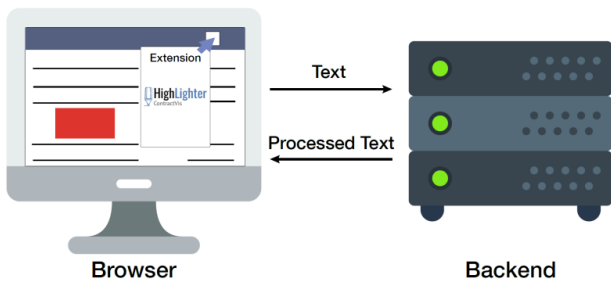 Extension
HighLighter
ContractVis
Text
Processed Text
Browser
Backend